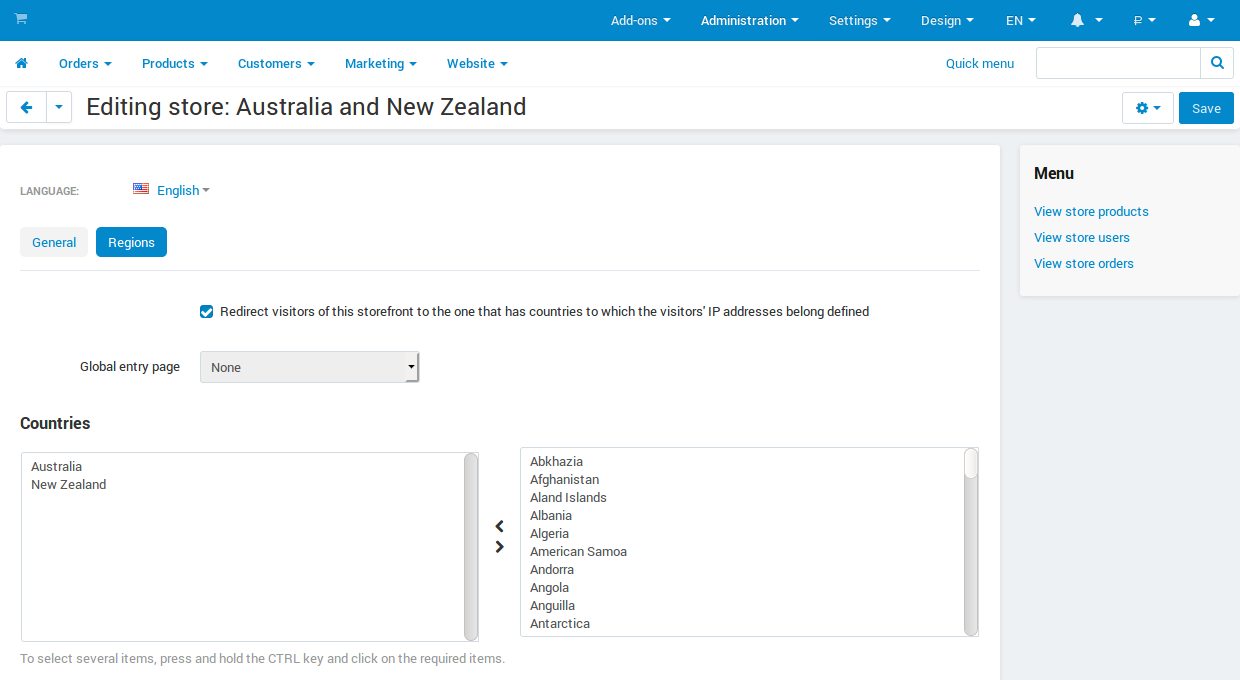 Add-ons Administration Settings Design EN
Orders Products Customers Marketing Website Quick menu
Editing store: Australia and New Zealand Save
LANGUAGE: English
General Regions
Redirect visitors of this storefront to the one that has countries to which the visitors' IP addresses belong defined
Global entry page None
Countries
Australia
New Zealand
Abkhazia
Afghanistan
Aland Islands
Albania
Algeria
American Samoa
Andorra
Angola
Anguilla
Antarctica
To select several items, press and hold the CTRL key and click on the required items.
Menu
View store products
View store users
View store orders